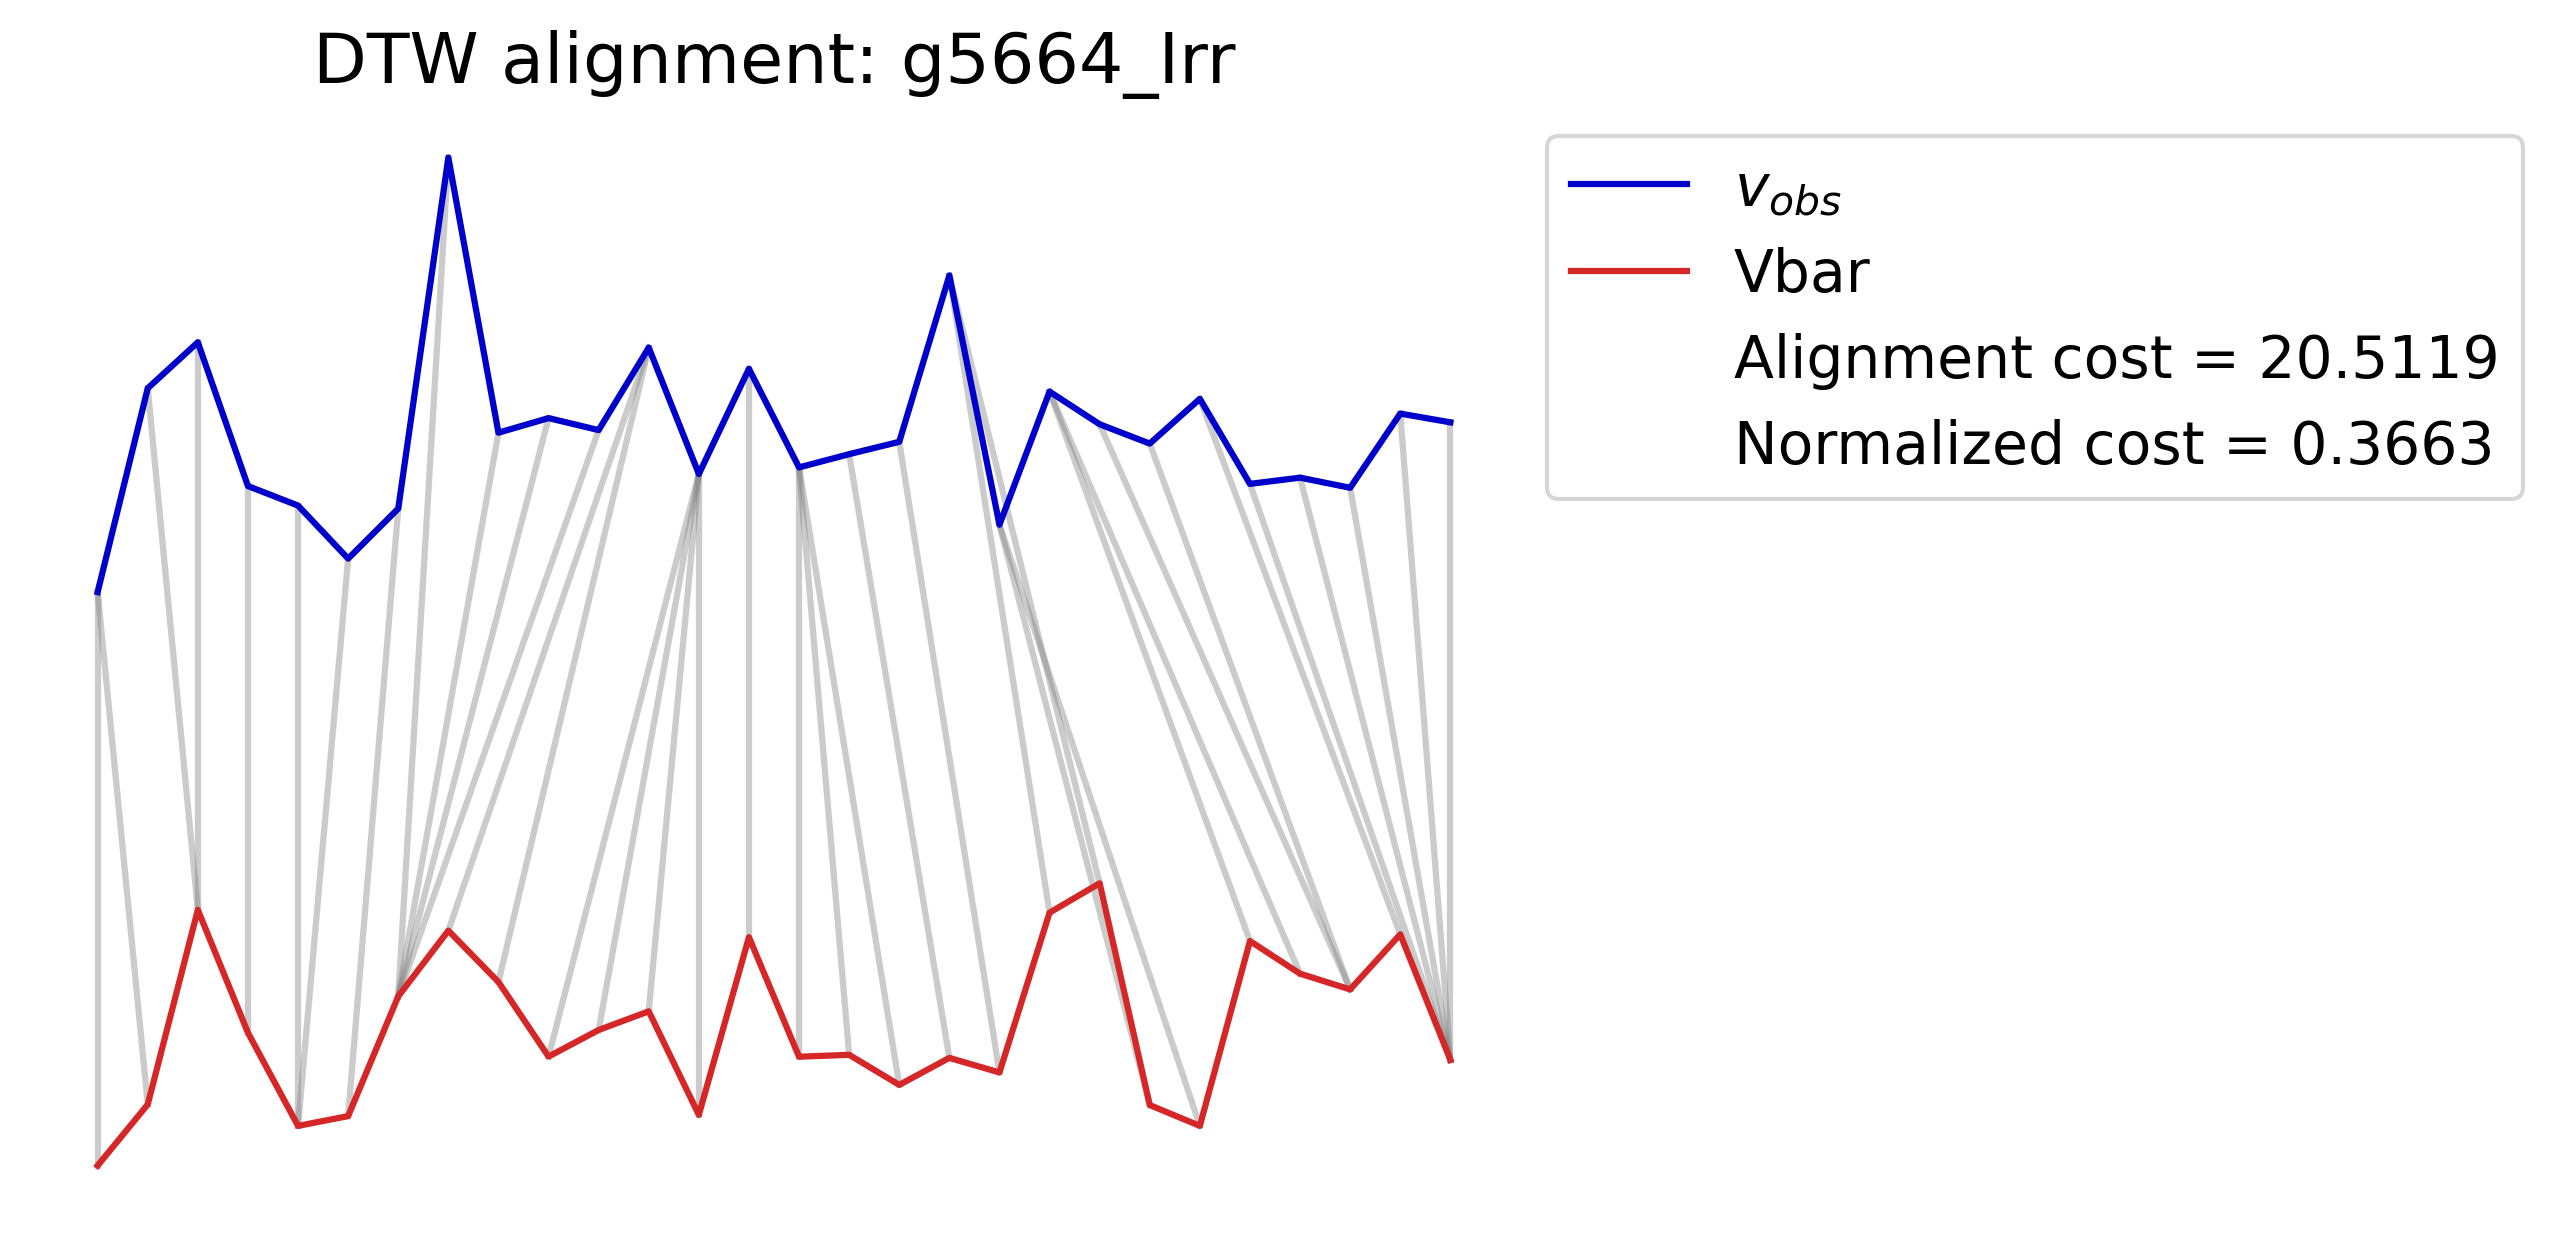 DTW alignment: g5664_Irr
v_obs
Vbar
Alignment cost = 20.5119
Normalized cost = 0.3663